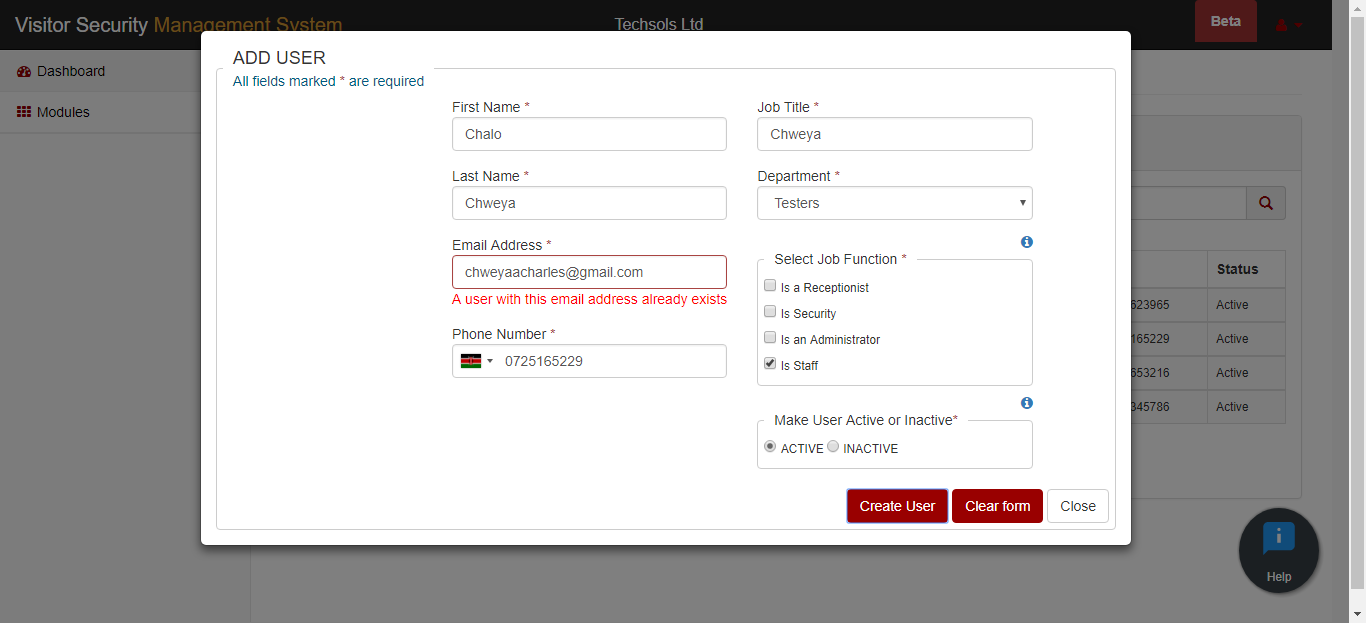 Visitor Security Management System
Techsols Ltd
Beta
Dashboard
Modules
ADD USER
All fields marked * are required
First Name *
Chalo
Last Name *
Chweya
Email Address *
chweyaacharles@gmail.com
A user with this email address already exists
Phone Number *
0725165229
Job Title *
Chweya
Department *
Testers
Select Job Function *
Is a Receptionist
Is Security
Is an Administrator
Is Staff
Make User Active or Inactive*
ACTIVE INACTIVE
Create User Clear form Close
Status
623965 Active
165229 Active
653216 Active
345786 Active
Help